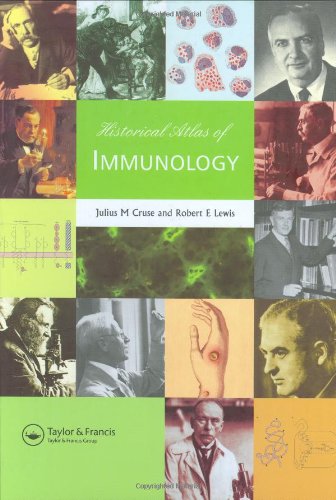 Historical Atlas of
IMMUNOLOGY
Julius M Cruse and Robert E Lewis
Taylor & Francis
Taylor & Francis Group
Copyrighted Material